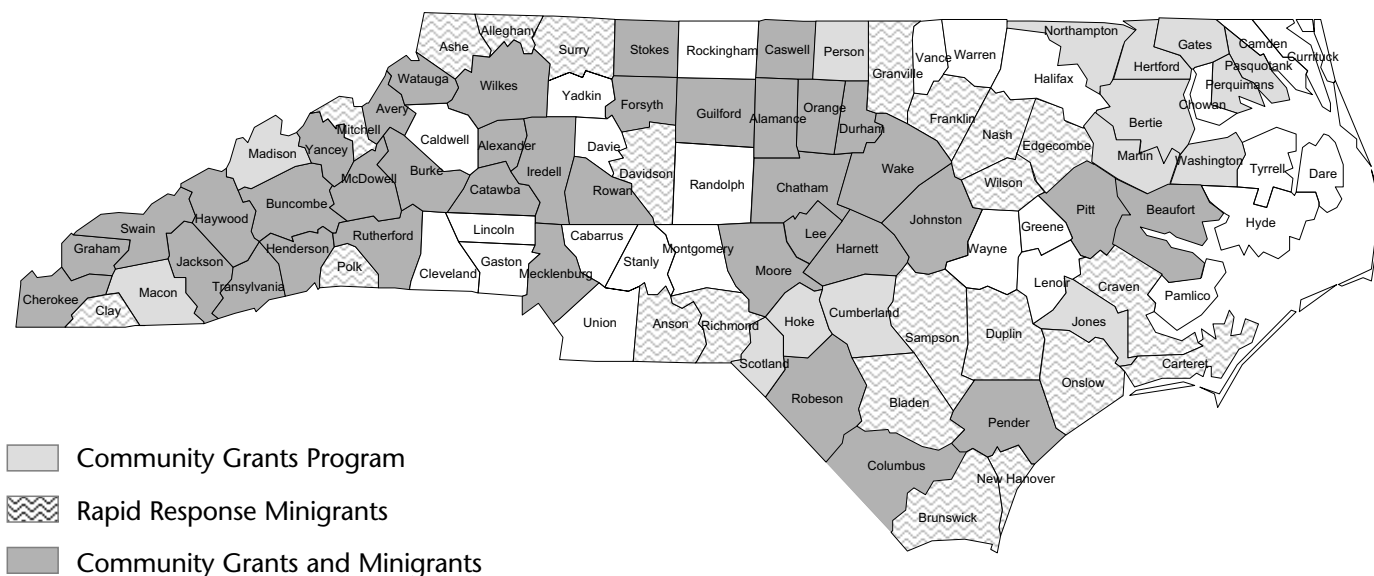 Ashe
Alleghany
Surry
Stokes
Rockingham
Caswell
Person
Granville
Vance
Warren
Northampton
Gates
Camden
Currituck
Pasquotank
Perquimans
Hertford
Halifax
Chowan
Watauga
Wilkes
Yadkin
Forsyth
Guilford
Alamance
Orange
Durham
Franklin
Nash
Edgecombe
Bertie
Avery
Mitchell
Caldwell
Alexander
Davie
Davidson
Martin
Washington
Tyrrell
Dare
Madison
Yancey
McDowell
Burke
Iredell
Catawba
Rowan
Randolph
Chatham
Wake
Wilson
Buncombe
Haywood
Swain
Graham
Jackson
Henderson
Rutherford
Lincoln
Cabarrus
Montgomery
Lee
Harnett
Johnston
Wayne
Greene
Pitt
Beaufort
Hyde
Cherokee
Clay
Macon
Transylvania
Polk
Cleveland
Gaston
Mecklenburg
Stanly
Moore
Lenoir
Craven
Pamlico
Union
Anson
Richmond
Hoke
Cumberland
Sampson
Duplin
Jones
Scotland
Carteret
Onslow
Robeson
Bladen
Pender
Columbus
New Hanover
Brunswick
Community Grants Program
Rapid Response Minigrants
Community Grants and Minigrants